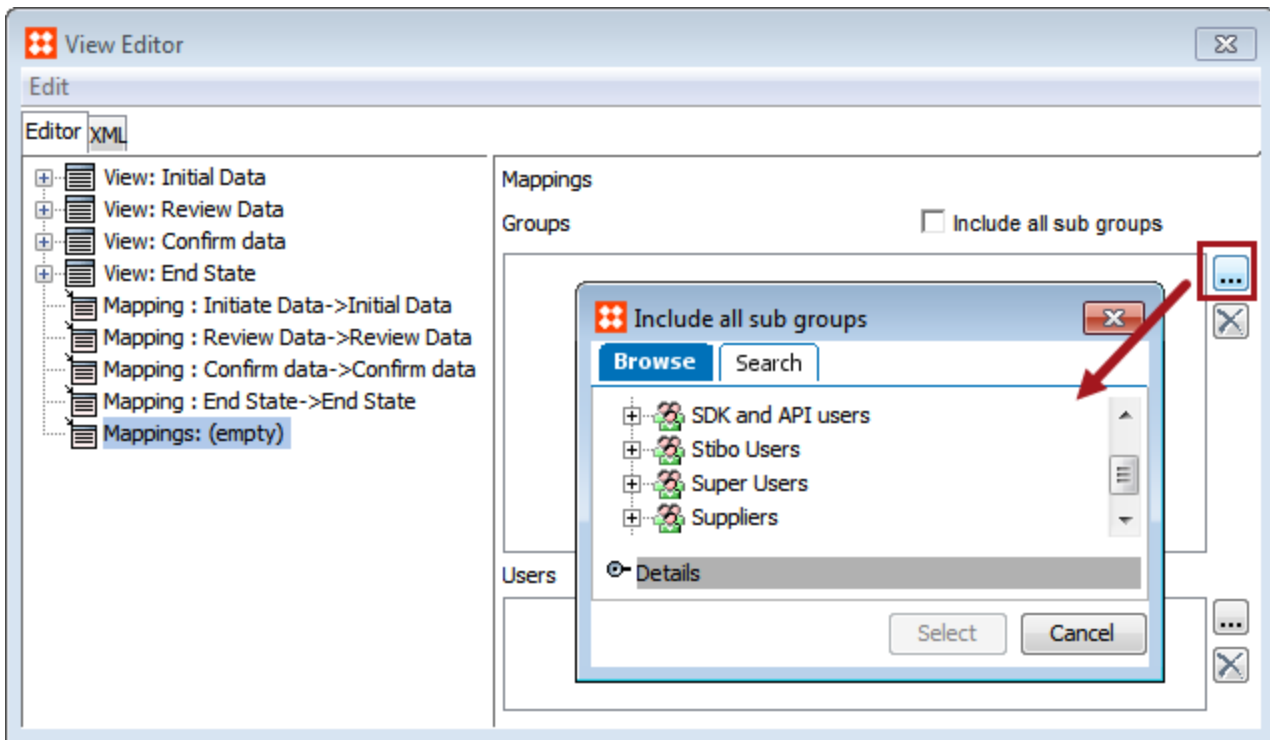 View Editor
Edit
Editor XML
View: Initial Data
View: Review Data
View: Confirm data
View: End State
Mapping : Initiate Data->Initial Data
Mapping : Review Data->Review Data
Mapping : Confirm data->Confirm data
Mapping : End State->End State
Mappings: (empty)
Mappings
Groups Include all sub groups
...
Include all sub groups
Browse Search
SDK and API users
Stibo Users
Super Users
Suppliers
Details
Select Cancel
Users
...